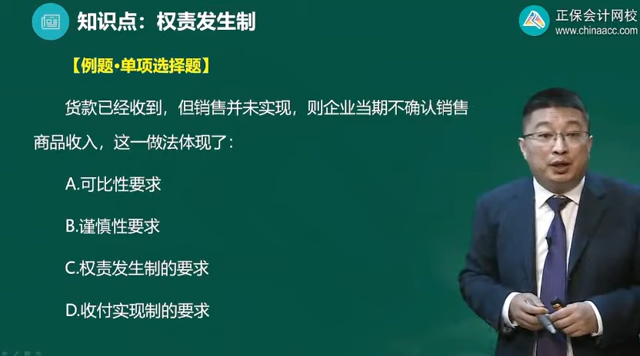 知识点：权责发生制
正保会计网校
www.chinaacc.com
【例题•单项选择题】
货款已经收到，但销售并未实现，则企业当期不确认销售
商品收入，这一做法体现了：
A.可比性要求
B.谨慎性要求
C.权责发生制的要求
D.收付实现制的要求